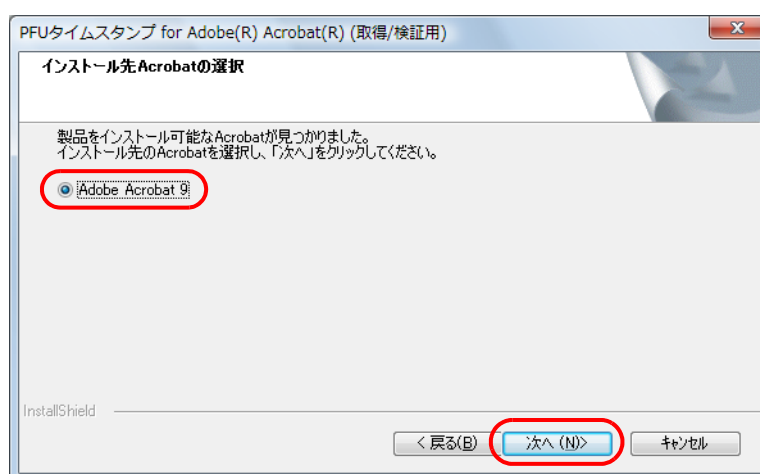 PFUタイムスタンプ for Adobe(R) Acrobat(R) (取得/検証用)
インストール先Acrobatの選択
製品をインストール可能なAcrobatが見つかりました。
インストール先のAcrobatを選択し、「次へ」をクリックしてください。
Adobe Acrobat 9
InstallShield
< 戻る(B) 次へ (N)> キャンセル